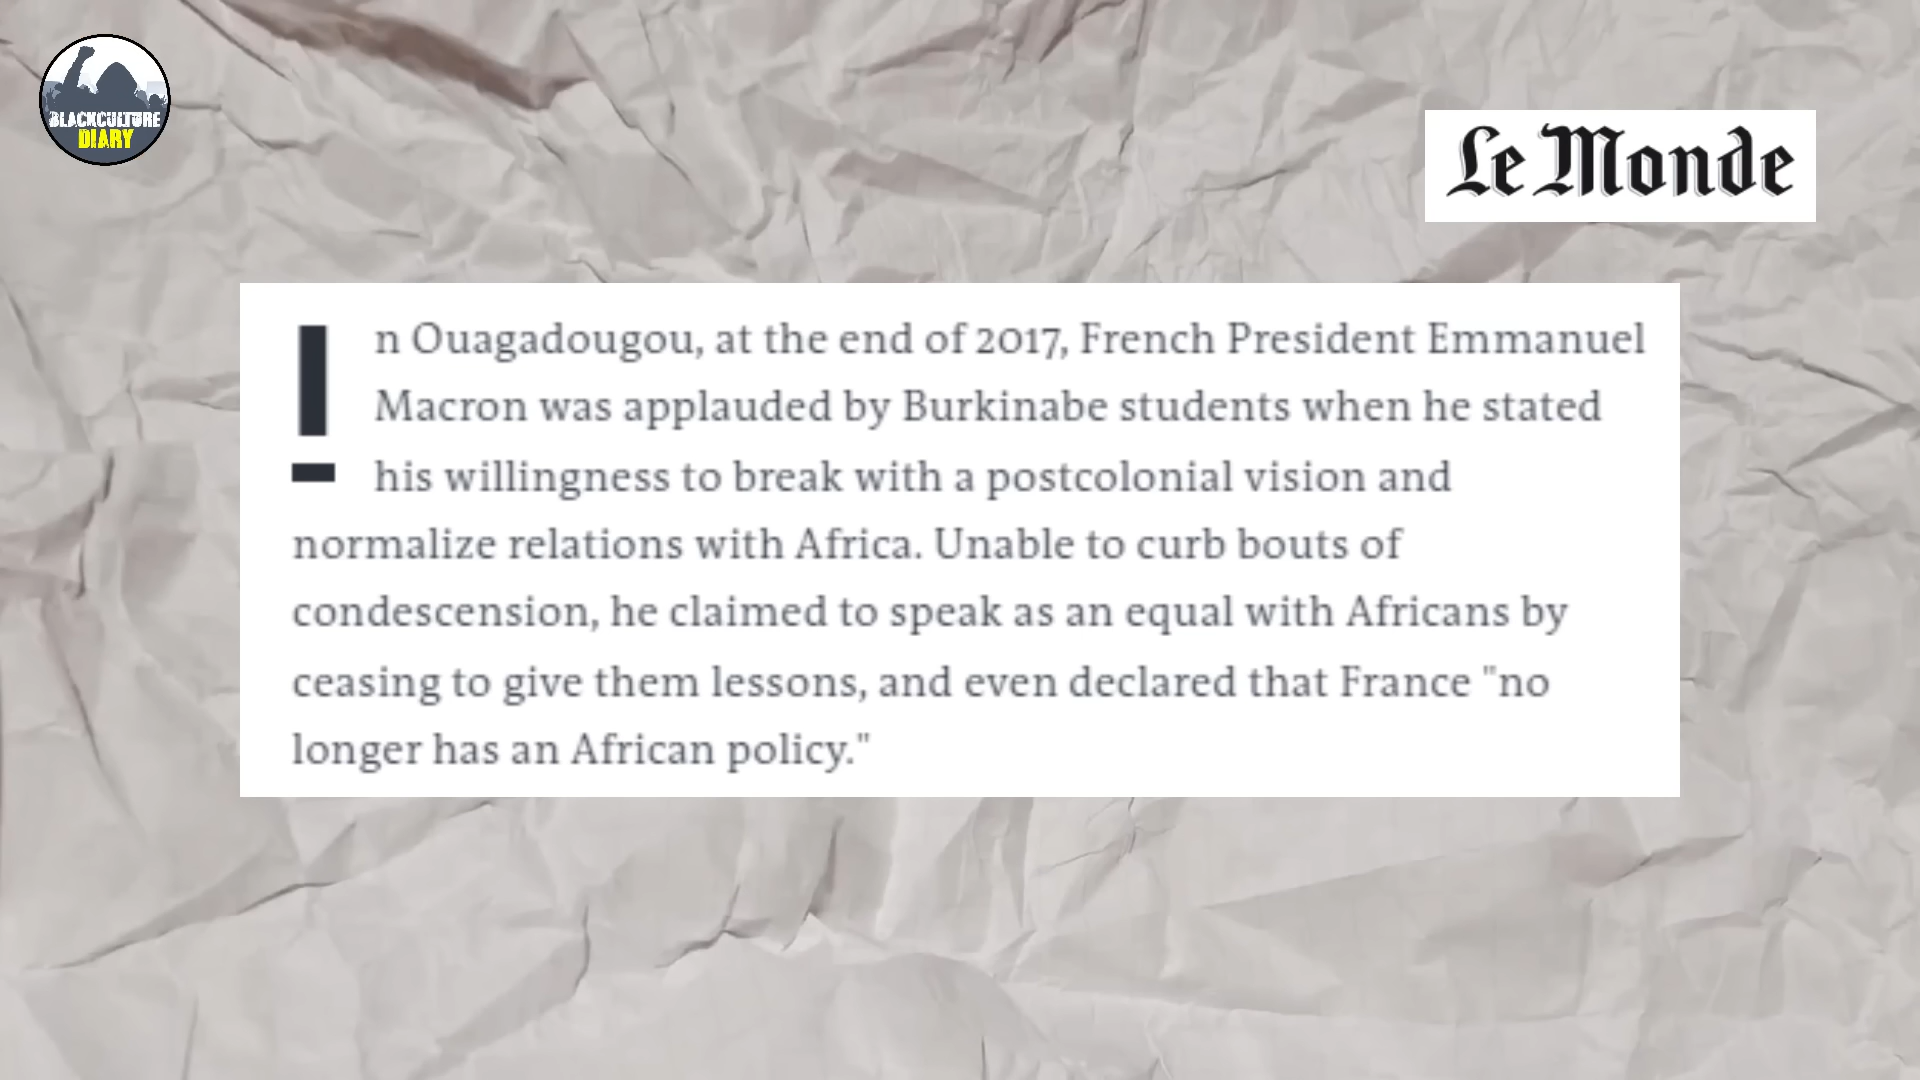 BLACKCULTURE
DIARY
Le Monde
In Ouagadougou, at the end of 2017, French President Emmanuel
Macron was applauded by Burkinabe students when he stated
his willingness to break with a postcolonial vision and
normalize relations with Africa. Unable to curb bouts of
condescension, he claimed to speak as an equal with Africans by
ceasing to give them lessons, and even declared that France "no
longer has an African policy."